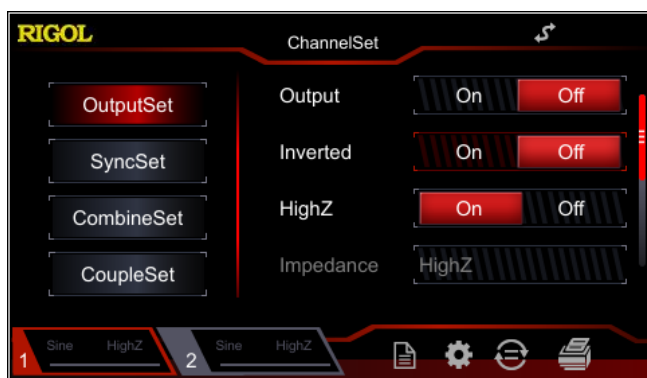 RIGOL
ChannelSet
OutputSet
SyncSet
CombineSet
CoupleSet
Output On Off
Inverted On Off
HighZ On Off
Impedance HighZ
1 Sine HighZ
2 Sine HighZ